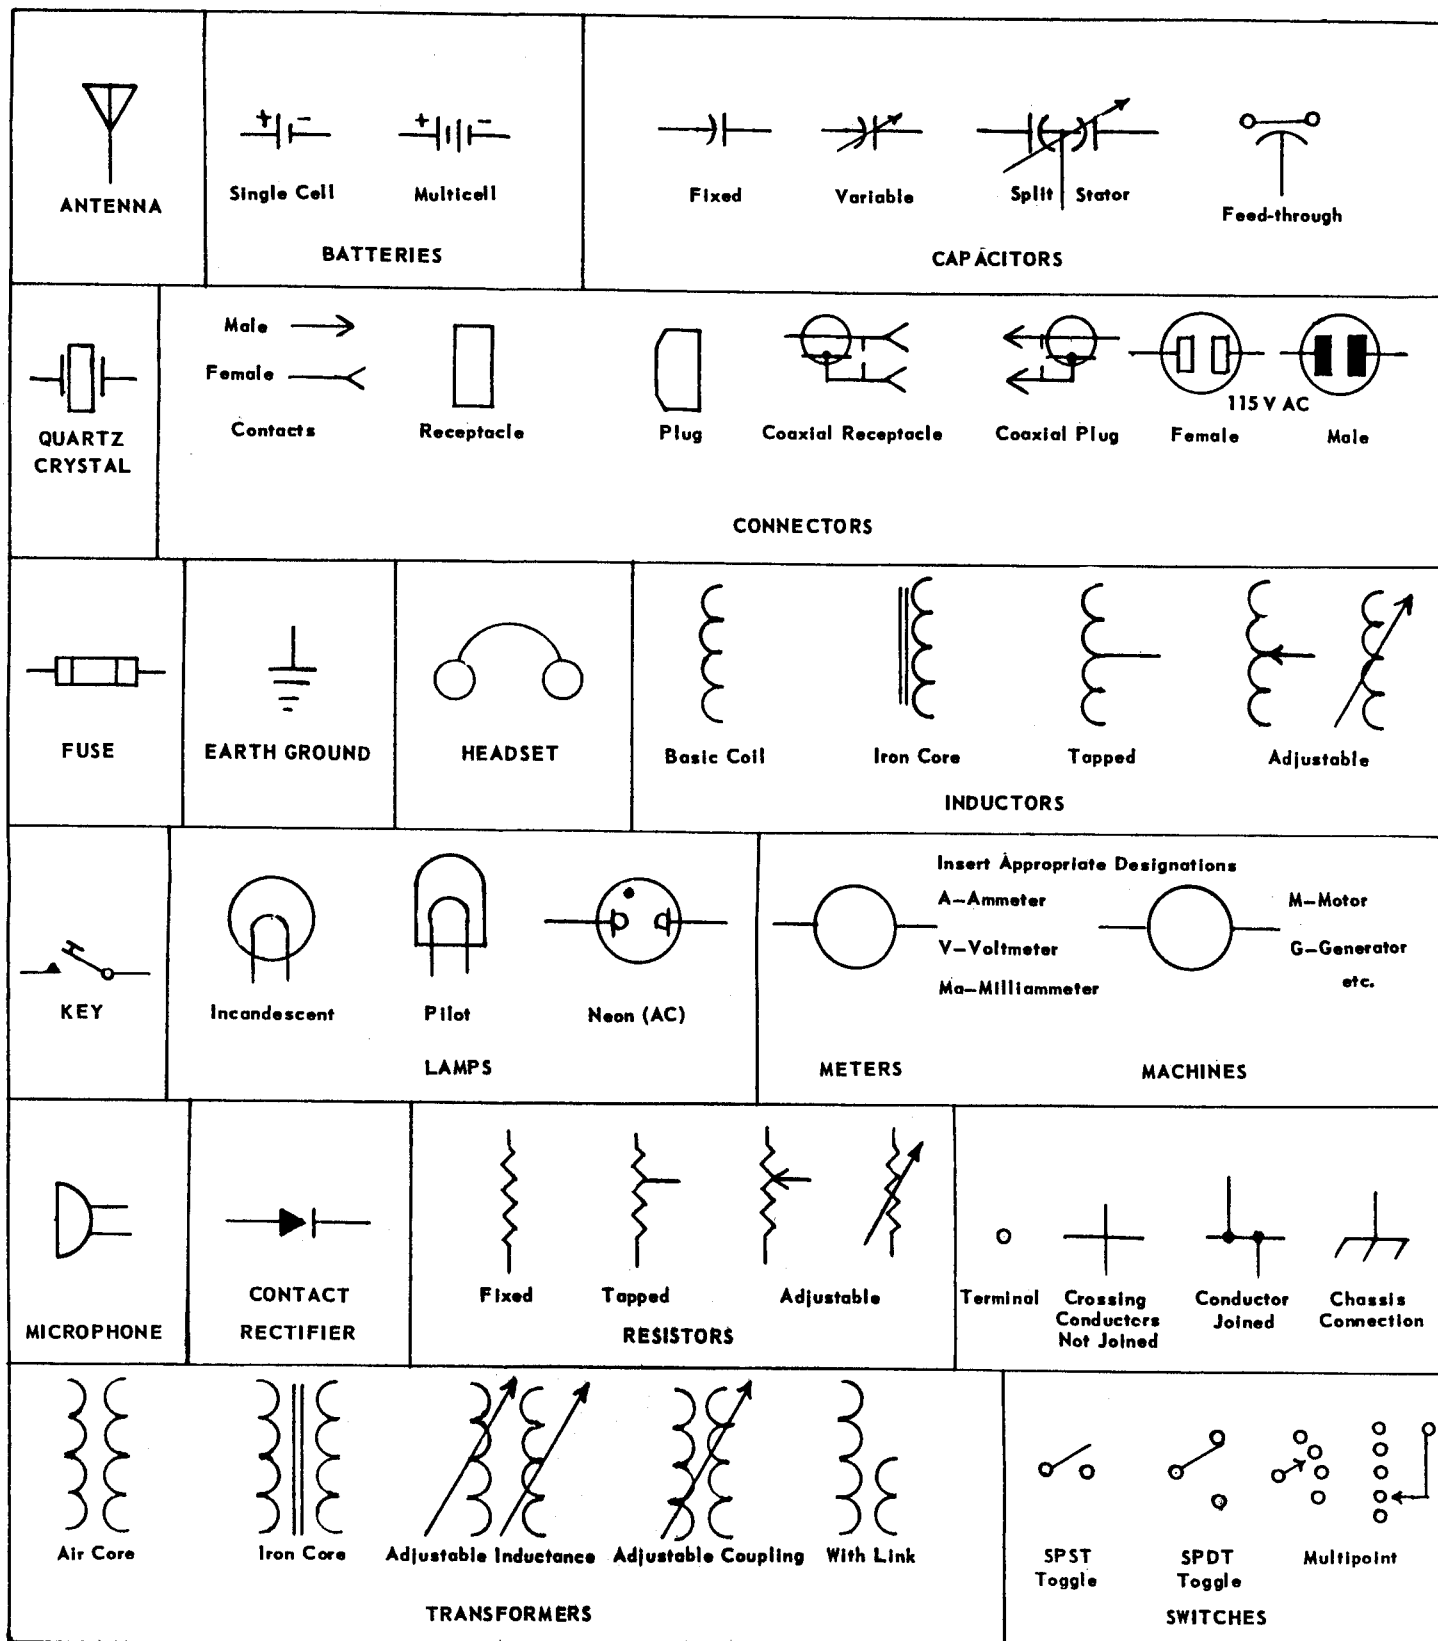 ANTENNA
+ -
Single Cell
+ -
Multicell
BATTERIES
Fixed
Variable
Split Stator
Feed-through
CAPACITORS
QUARTZ
CRYSTAL
Male
Female
Contacts
Receptacle
Plug
Coaxial Receptacle
Coaxial Plug
115 V AC
Female
Male
CONNECTORS
FUSE
EARTH GROUND
HEADSET
Basic Coil
Iron Core
Tapped
Adjustable
INDUCTORS
KEY
Incandescent
Pilot
Neon (AC)
LAMPS
Insert Appropriate Designations
A-Ammeter
V-Voltmeter
Ma-Milliammeter
METERS
M-Motor
G-Generator
etc.
MACHINES
MICROPHONE
CONTACT
RECTIFIER
Fixed
Tapped
Adjustable
RESISTORS
Terminal
Crossing
Conductors
Not Joined
Conductor
Joined
Chassis
Connection
Air Core
Iron Core
Adjustable Inductance
Adjustable Coupling
With Link
TRANSFORMERS
SPST
Toggle
SPDT
Toggle
Multipoint
SWITCHES